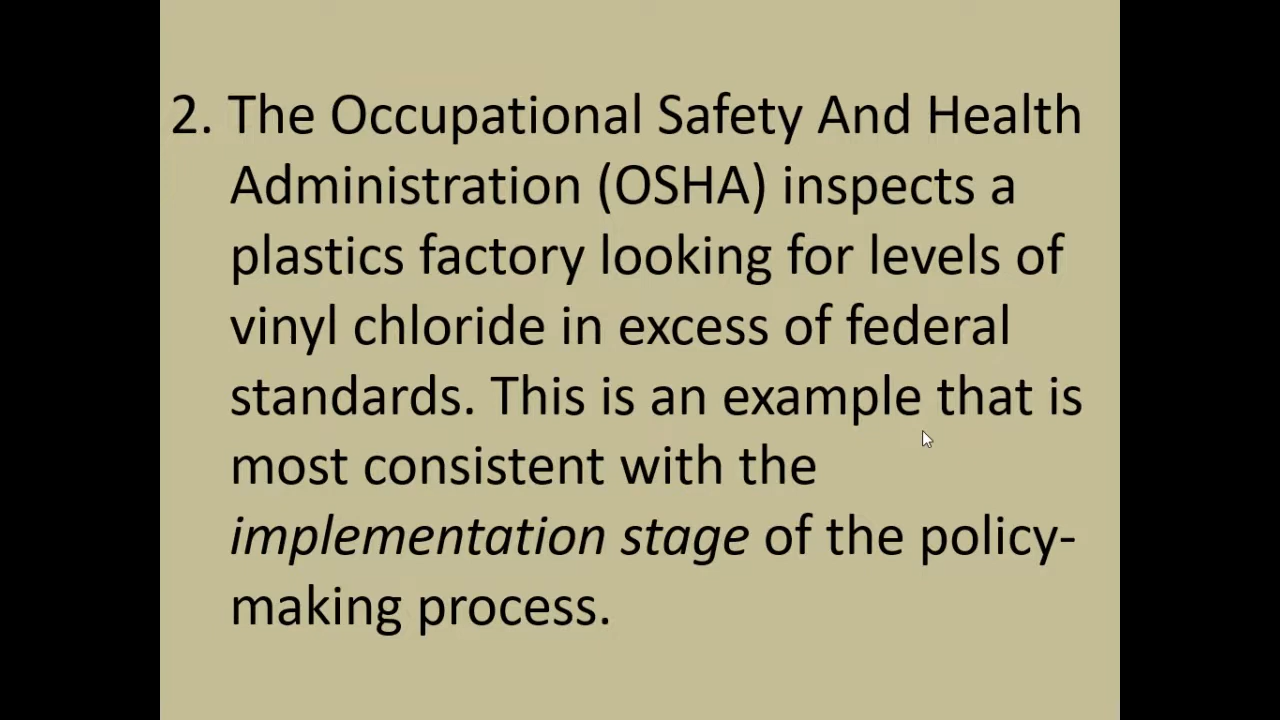 2. The Occupational Safety And Health
Administration (OSHA) inspects a
plastics factory looking for levels of
vinyl chloride in excess of federal
standards. This is an example that is
most consistent with the
implementation stage of the policy-
making process.